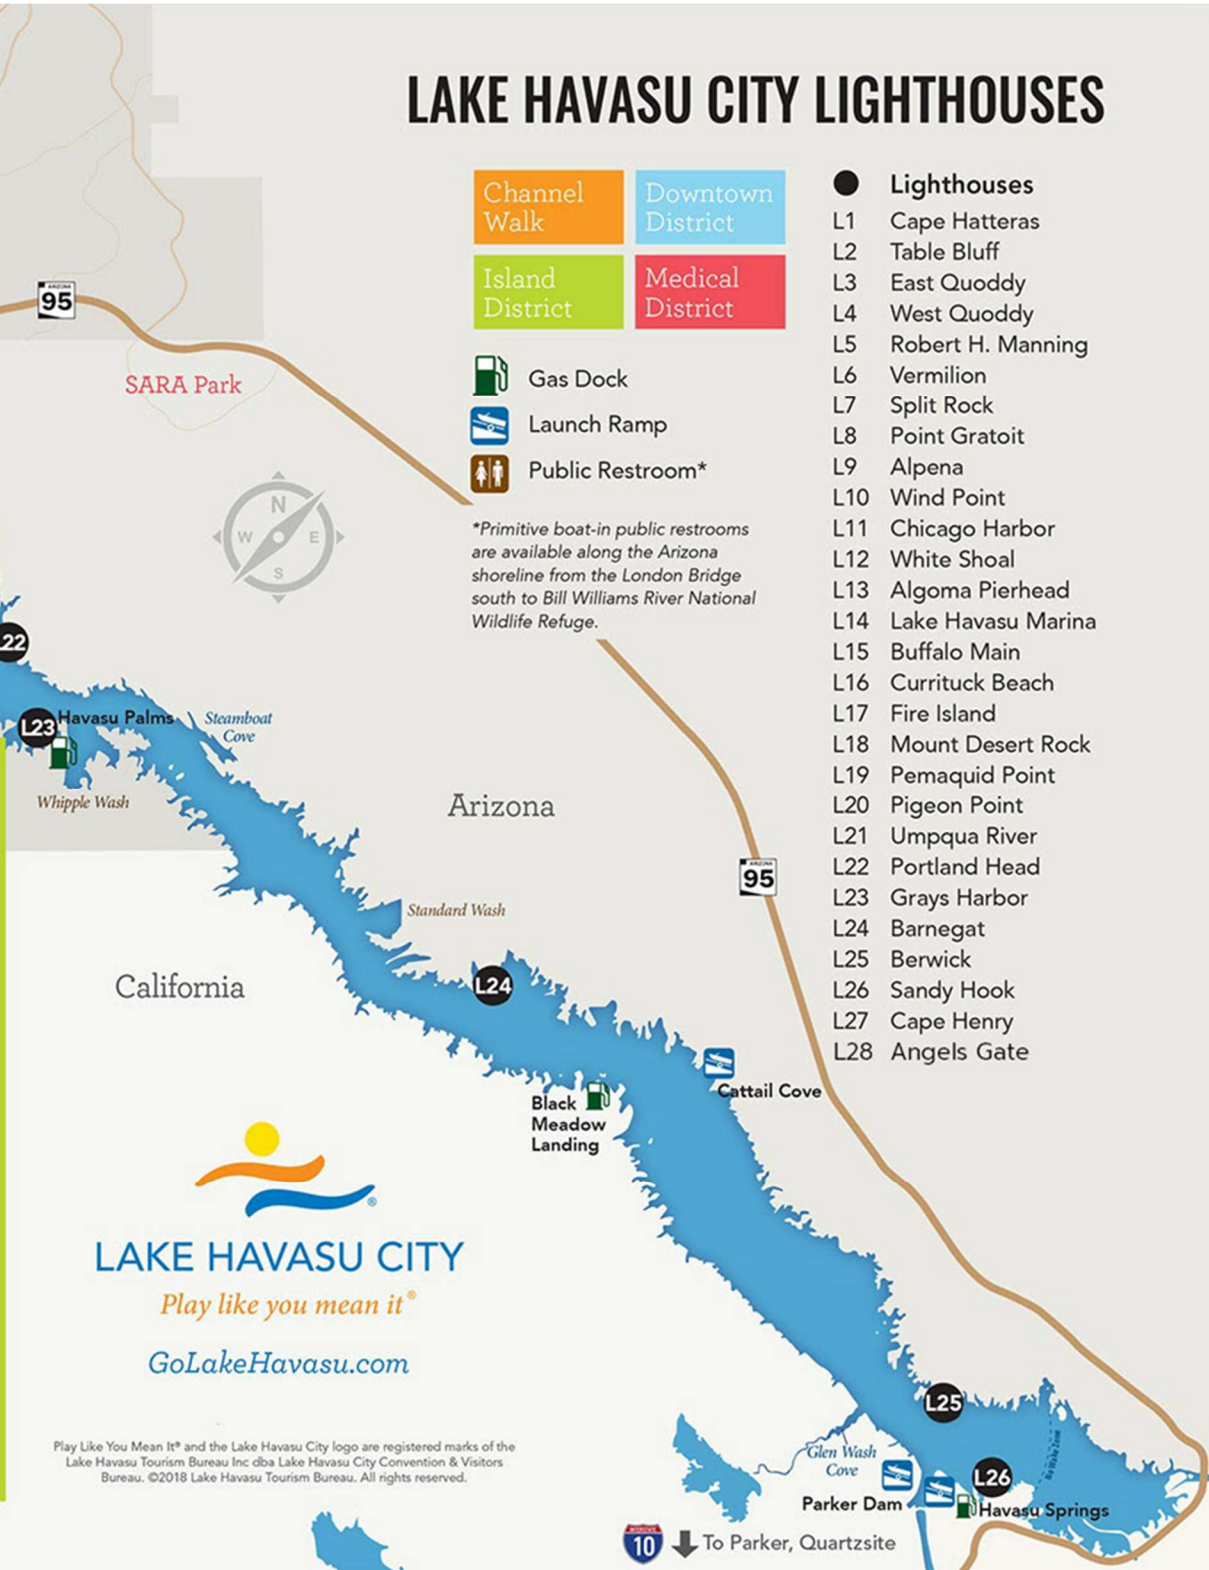 LAKE HAVASU CITY LIGHTHOUSES
Channel
Walk
Downtown
District
Island
District
Medical
District
Gas Dock
Launch Ramp
Public Restroom*
*Primitive boat-in public restrooms
are available along the Arizona
shoreline from the London Bridge
south to Bill Williams River National
Wildlife Refuge.
Lighthouses
L1 Cape Hatteras
L2 Table Bluff
L3 East Quoddy
L4 West Quoddy
L5 Robert H. Manning
L6 Vermilion
L7 Split Rock
L8 Point Gratoit
L9 Alpena
L10 Wind Point
L11 Chicago Harbor
L12 White Shoal
L13 Algoma Pierhead
L14 Lake Havasu Marina
L15 Buffalo Main
L16 Currituck Beach
L17 Fire Island
L18 Mount Desert Rock
L19 Pemaquid Point
L20 Pigeon Point
L21 Umpqua River
L22 Portland Head
L23 Grays Harbor
L24 Barnegat
L25 Berwick
L26 Sandy Hook
L27 Cape Henry
L28 Angels Gate
ARIZONA
95
SARA Park
N
W E
S
L22
L23
Havasu Palms
Steamboat
Cove
Whipple Wash
Arizona
ARIZONA
95
Standard Wash
California
L24
Cattail Cove
Black
Meadow
Landing
LAKE HAVASU CITY
®
Play like you mean it®
GoLakeHavasu.com
Play Like You Mean It® and the Lake Havasu City logo are registered marks of the
Lake Havasu Tourism Bureau Inc dba Lake Havasu City Convention & Visitors
Bureau. ©2018 Lake Havasu Tourism Bureau. All rights reserved.
L25
No Wake Zone
Glen Wash
Cove
L26
Parker Dam
Havasu Springs
INTERSTATE
10
To Parker, Quartzsite